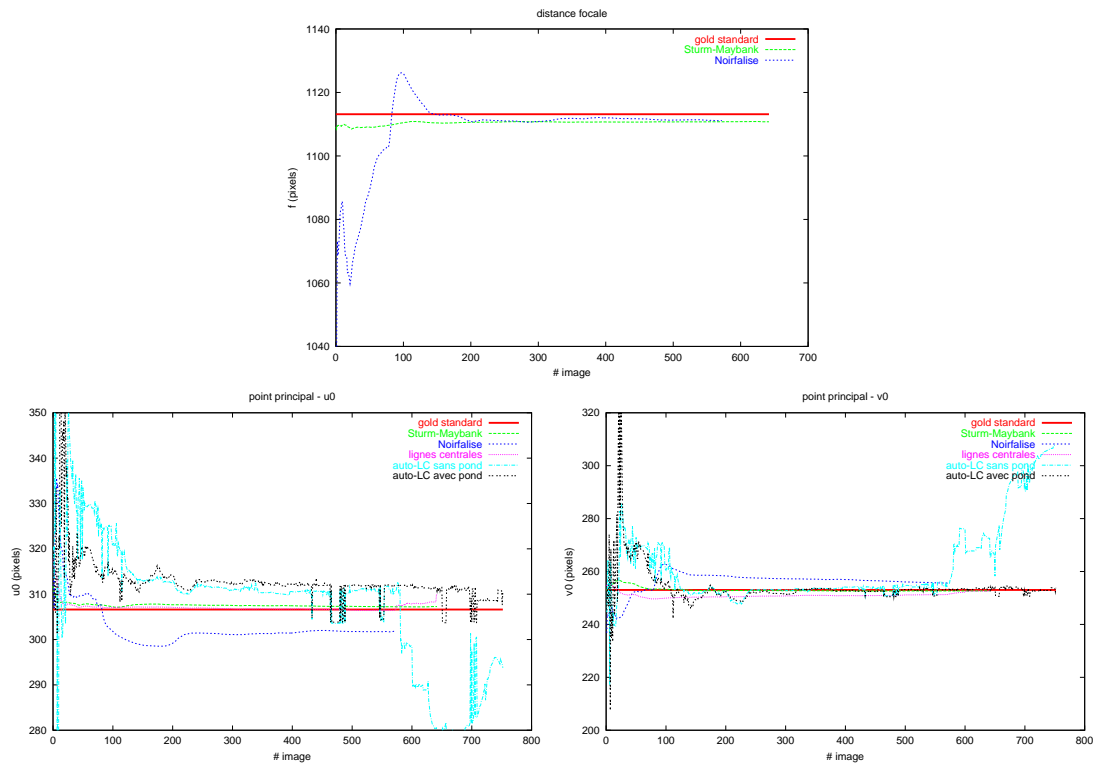 distance focale
1140
1120
1100
1080
1060
1040
f (pixels)
gold standard
Sturm-Maybank
Noirfalise
0 100 200 300 400 500 600 700
# image
point principal - u0
350
340
330
320
310
300
290
280
u0 (pixels)
gold standard
Sturm-Maybank
Noirfalise
lignes centrales
auto-LC sans pond
auto-LC avec pond
0 100 200 300 400 500 600 700 800
# image
point principal - v0
320
300
280
260
240
220
200
v0 (pixels)
gold standard
Sturm-Maybank
Noirfalise
lignes centrales
auto-LC sans pond
auto-LC avec pond
0 100 200 300 400 500 600 700 800
# image